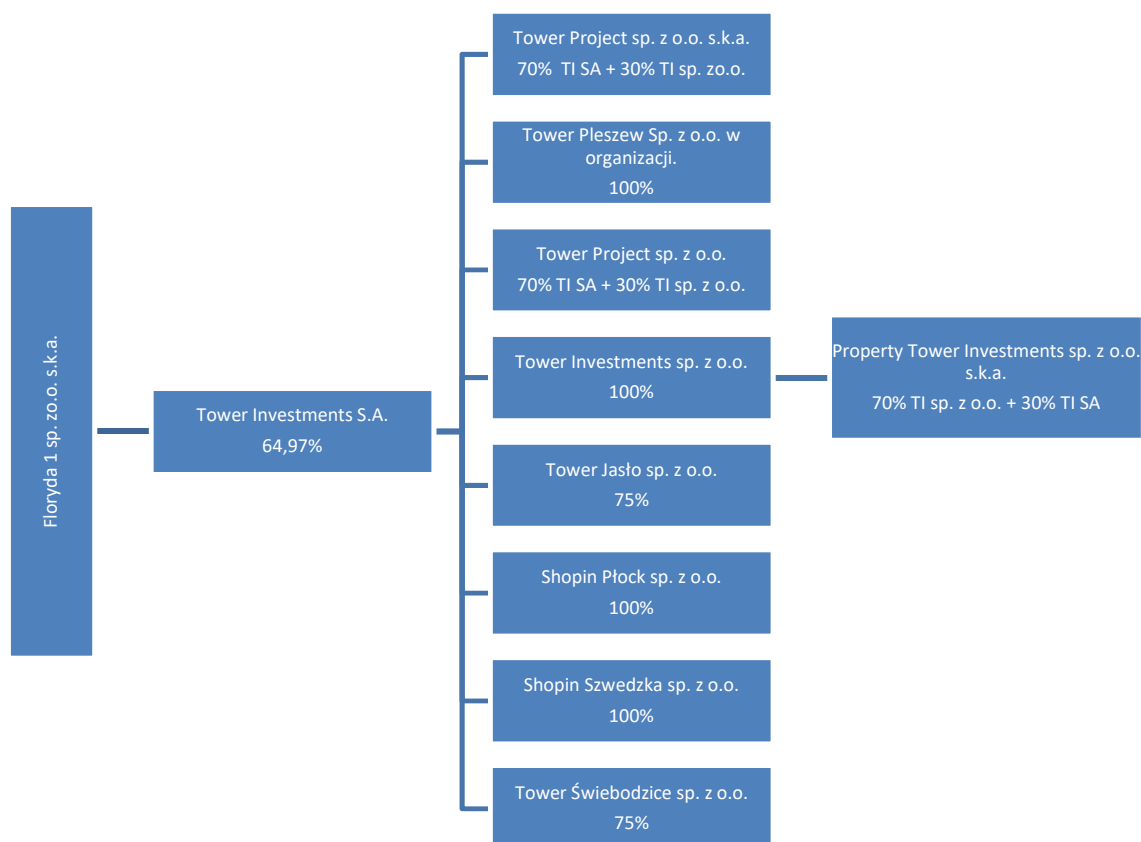 Floryda 1 sp. zo.o. s.k.a.
Tower Investments S.A.
64,97%
Tower Project sp. z o.o. s.k.a.
70% TI SA + 30% TI sp. zo.o.
Tower Pleszew Sp. z o.o. w
organizacji.
100%
Tower Project sp. z o.o.
70% TI SA + 30% TI sp. z o.o.
Tower Investments sp. z o.o.
100%
Property Tower Investments sp. z o.o.
s.k.a.
70% TI sp. z o.o. + 30% TI SA
Tower Jasło sp. z o.o.
75%
Shopin Płock sp. z o.o.
100%
Shopin Szwedzka sp. z o.o.
100%
Tower Świebodzice sp. z o.o.
75%